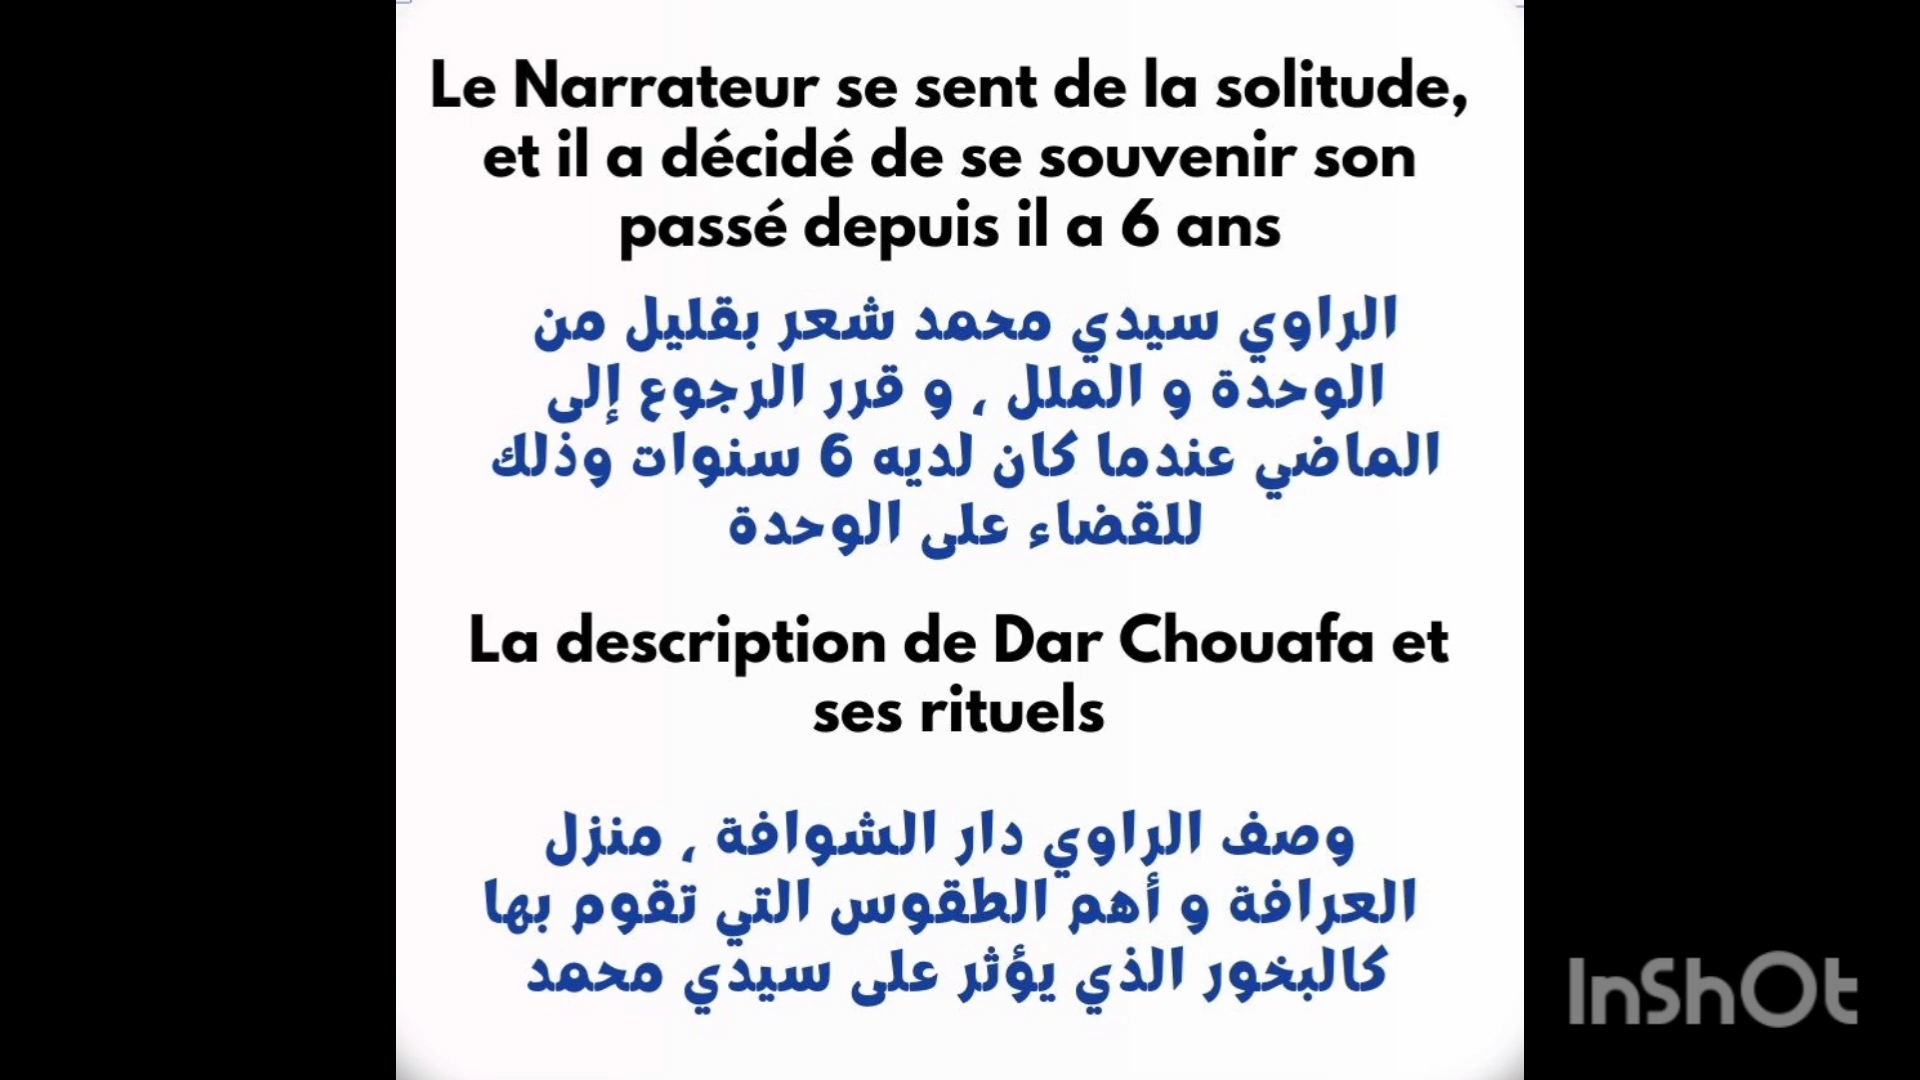 Le Narrateur se sent de la solitude,
et il a décidé de se souvenir son
passé depuis il a 6 ans
الراوي سيدي محمد شعر بقليل من
الوحدة و الملل ، و قرر الرجوع إلى
الماضي عندما كان لديه 6 سنوات وذلك
للقضاء على الوحدة
La description de Dar Chouafa et
ses rituels
وصف الراوي دار الشوافة ، منزل
العرافة و أهم الطقوس التي تقوم بها
كالبخور الذي يؤثر على سيدي محمد
InShOt